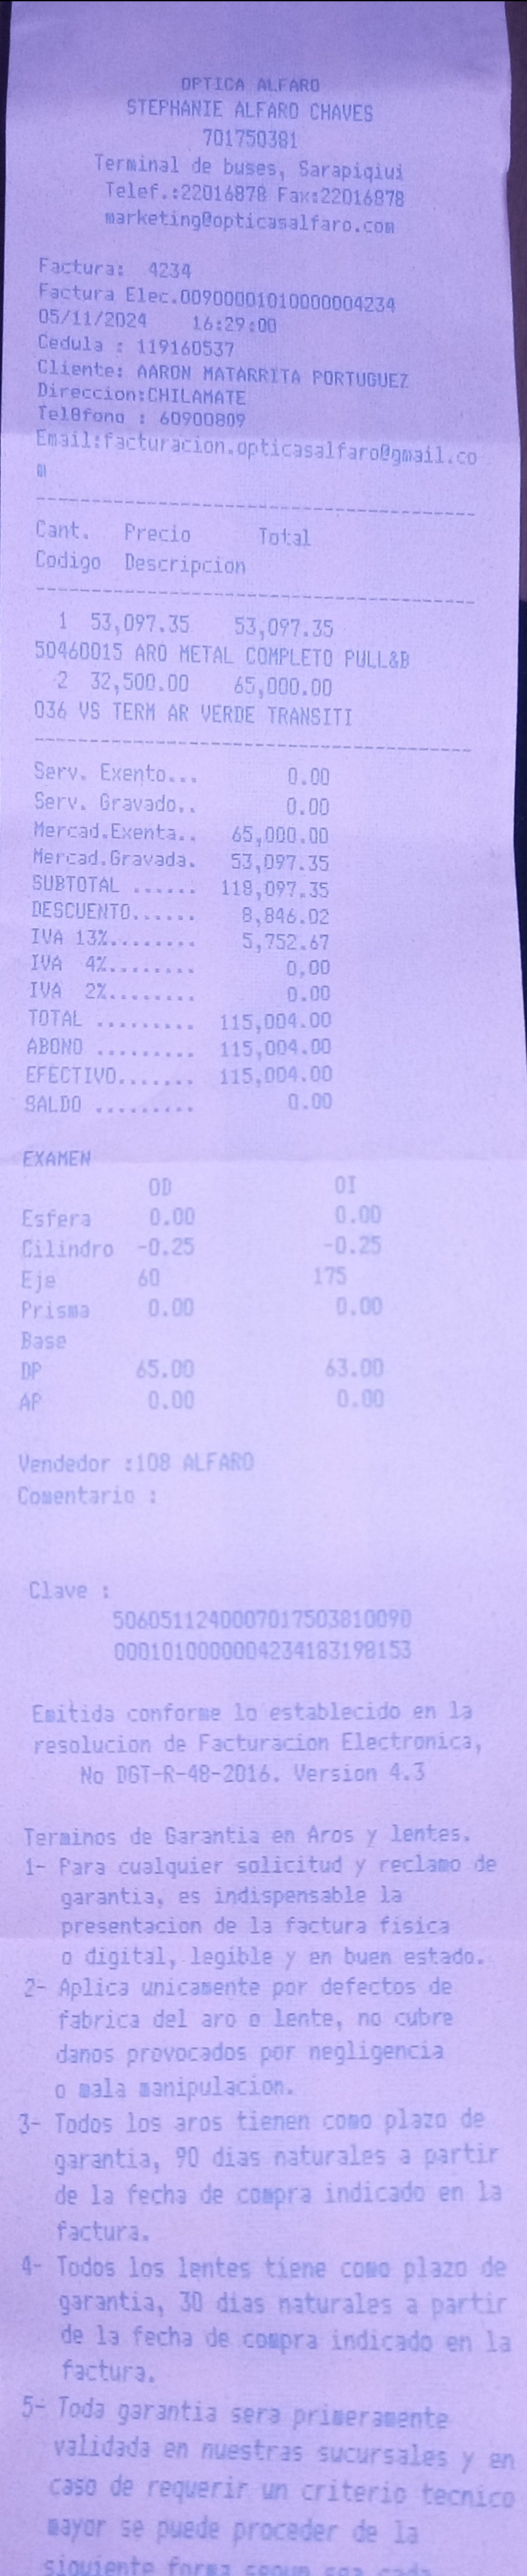 OPTICA ALFARO
STEPHANIE ALFARO CHAVES
701750381
Terminal de buses, Sarapiqiui
Telef.:22016878 Fax:22016878
marketing@opticasalfaro.com
Factura: 4234
Factura Elec.00900001010000004234
05/11/2024 16:29:00
Cedula : 119160537
Cliente: AARON MATARRITA PORTUGUEZ
Direccion:CHILAMATE
Tel0fono : 60900809
Email:facturacion.opticasalfaro@gmail.co
m
Cant. Precio Total
Codigo Descripcion
1 53,097.35 53,097.35
50460015 ARO METAL COMPLETO PULL&B
2 32,500.00 65,000.00
036 VS TERM AR VERDE TRANSITI
Serv. Exento... 0.00
Serv. Gravado.. 0.00
Mercad.Exenta.. 65,000.00
Mercad.Gravada. 53,097.35
SUBTOTAL ...... 118,097.35
DESCUENTO...... 8,846.02
IVA 13%........ 5,752.67
IVA 4%........ 0.00
IVA 2%........ 0.00
TOTAL ......... 115,004.00
ABONO ......... 115,004.00
EFECTIVO....... 115,004.00
SALDO ......... 0.00
EXAMEN
OD OI
Esfera 0.00 0.00
Cilindro -0.25 -0.25
Eje 60 175
Prisma 0.00 0.00
Base
DP 65.00 63.00
AP 0.00 0.00
Vendedor :108 ALFARO
Comentario :
Clave :
5060511240007017503810090
0001010000004234183198153
Emitida conforme lo establecido en la
resolucion de Facturacion Electronica,
No DGT-R-48-2016. Version 4.3
Terminos de Garantia en Aros y lentes.
1- Para cualquier solicitud y reclamo de
garantia, es indispensable la
presentacion de la factura fisica
o digital, legible y en buen estado.
2- Aplica unicamente por defectos de
fabrica del aro o lente, no cubre
danos provocados por negligencia
o mala manipulacion.
3- Todos los aros tienen como plazo de
garantia, 90 dias naturales a partir
de la fecha de compra indicado en la
factura.
4- Todos los lentes tiene como plazo de
garantia, 30 dias naturales a partir
de la fecha de compra indicado en la
factura.
5- Toda garantia sera primeramente
validada en nuestras sucursales y en
caso de requerir un criterio tecnico
mayor se puede proceder de la
siguiente forma segun sea cada